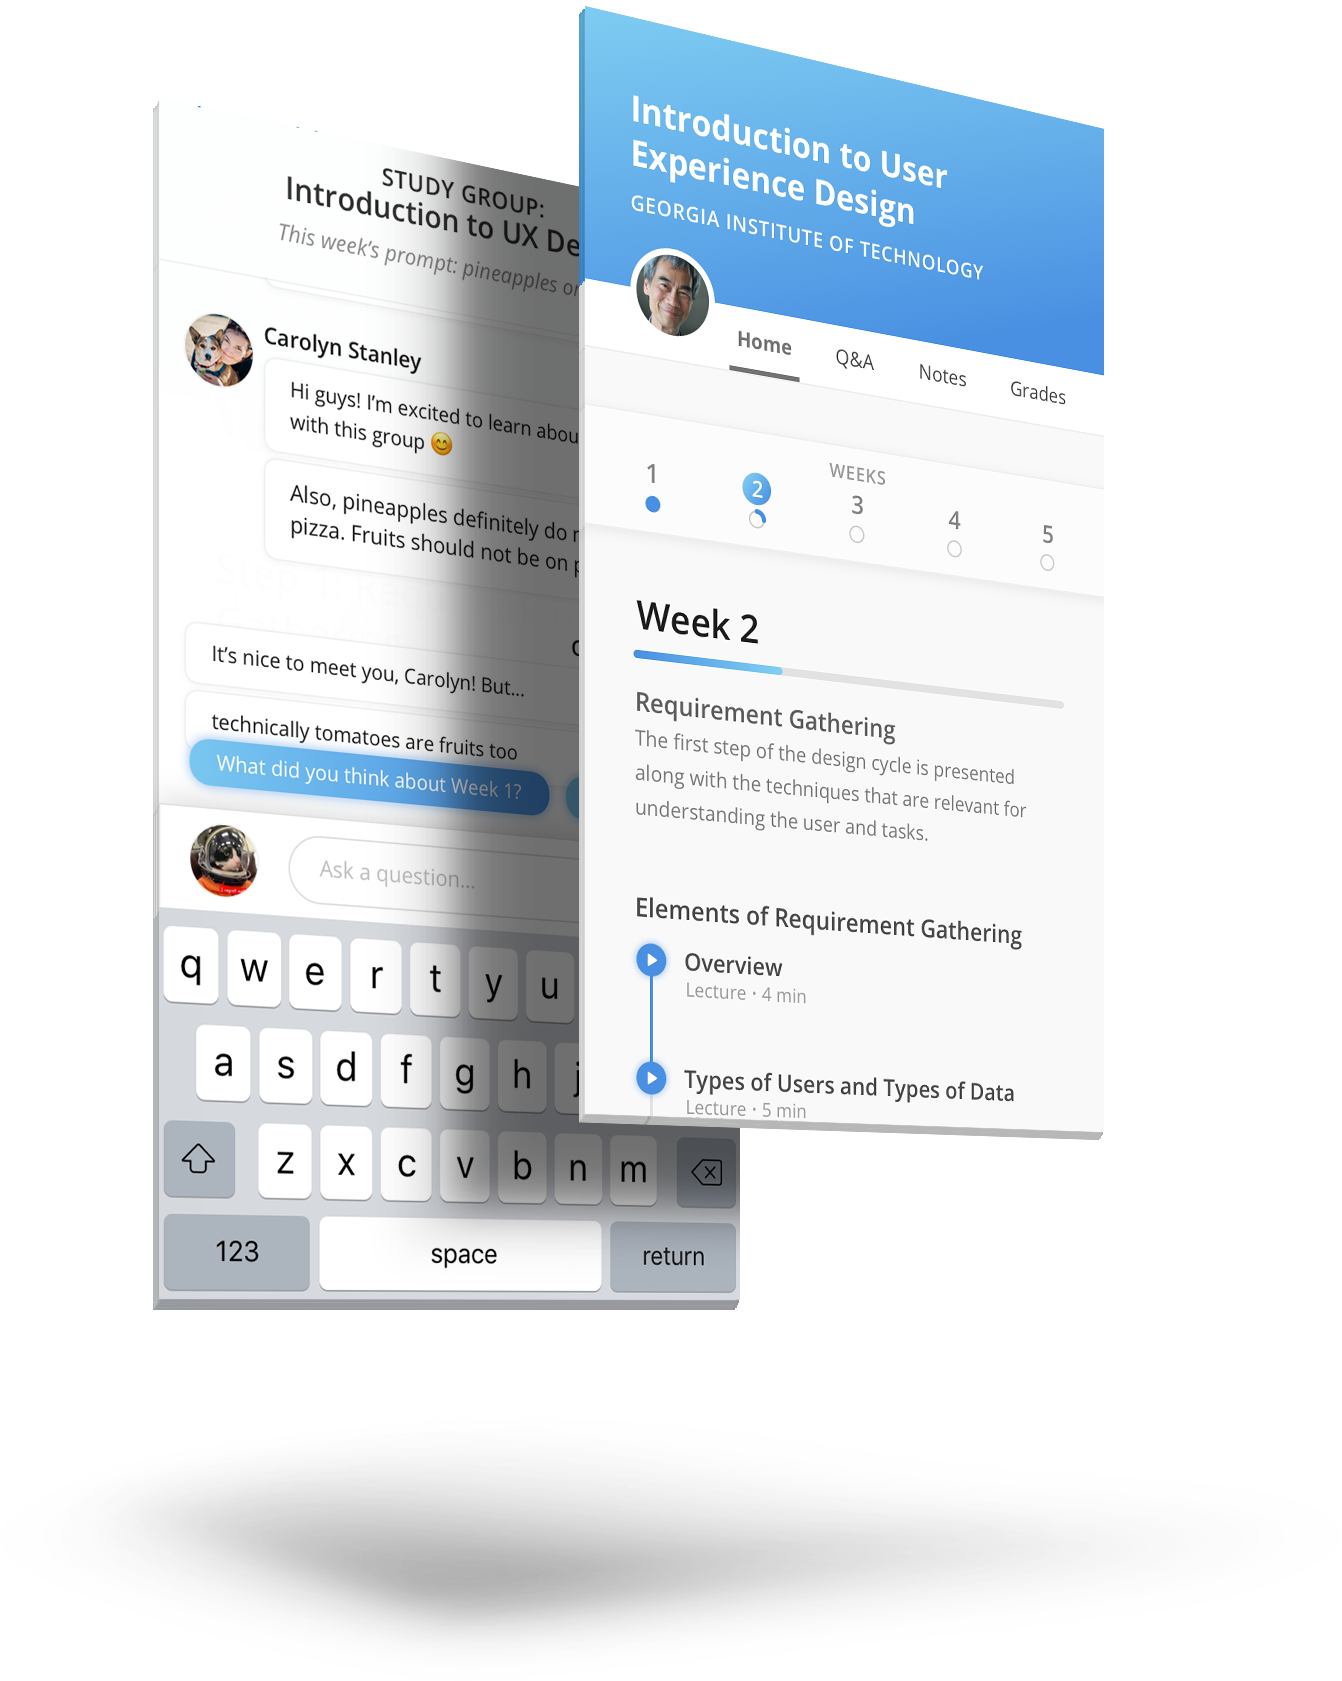 STUDY GROUP:
Introduction to UX De
This week's prompt: pineapples
Carolyn Stanley
Hi guys! I'm excited to learn abou
with this group 😊
Also, pineapples definitely do
pizza. Fruits should not be on
It's nice to meet you, Carolyn! But...
technically tomatoes are fruits too
What did you think about Week 1?
Ask a question...
q w e r t y u
a s d f g h j
z x c v b n m
123 space return
Introduction to User
Experience Design
GEORGIA INSTITUTE OF TECHNOLOGY
Home Q&A Notes Grades
WEEKS
1 2 3 4 5
Week 2
Requirement Gathering
The first step of the design cycle is presented
along with the techniques that are relevant for
understanding the user and tasks.
Elements of Requirement Gathering
Overview
Lecture • 4 min
Types of Users and Types of Data
Lecture • 5 min